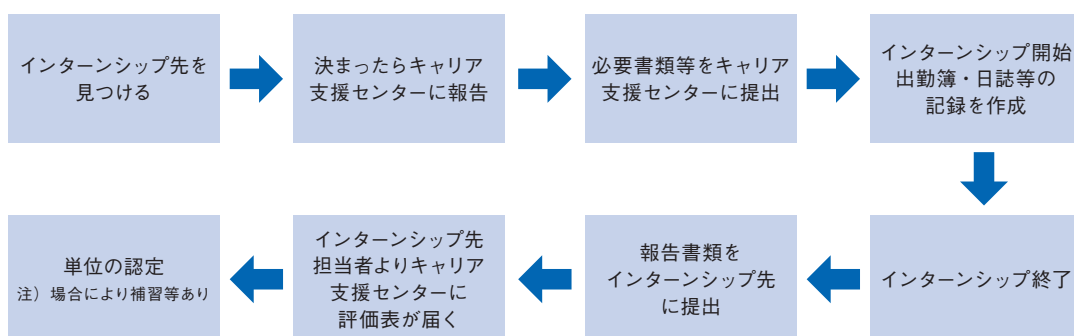 インターンシップ先を
見つける
決まったらキャリア
支援センターに報告
必要書類等をキャリア
支援センターに提出
インターンシップ開始
出勤簿・日誌等の
記録を作成
インターンシップ終了
報告書類を
インターンシップ先
に提出
インターンシップ先
担当者よりキャリア
支援センターに
評価表が届く
単位の認定
注）場合により補習等あり